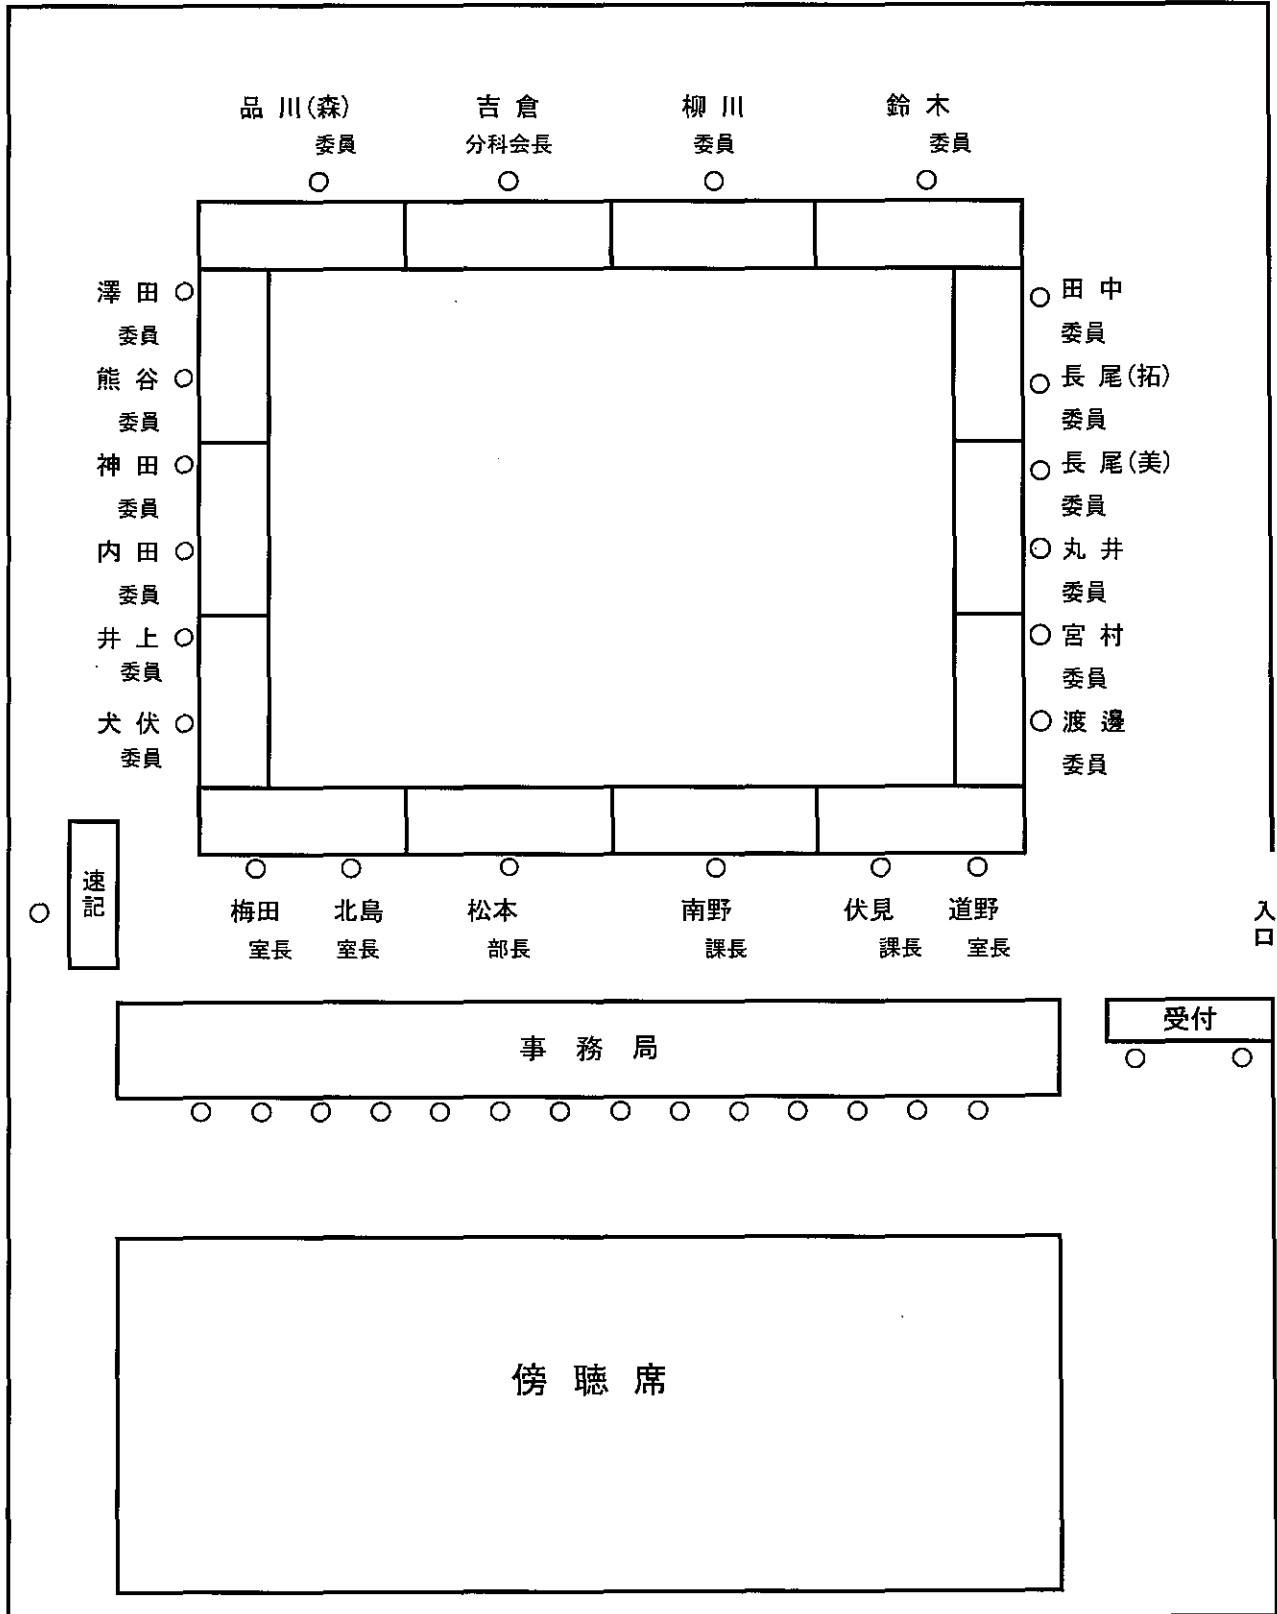 品川(森) 吉倉 柳川 鈴木
委員 分科会長 委員 委員
澤田 田中
委員 委員
熊谷 長尾(拓)
委員 委員
神田 長尾(美)
委員 委員
内田 丸井
委員 委員
井上 宮村
委員 委員
犬伏 渡邊
委員 委員
速記
梅田 北島 松本 南野 伏見 道野
室長 室長 部長 課長 課長 室長
入口
受付
事務局
傍聴席